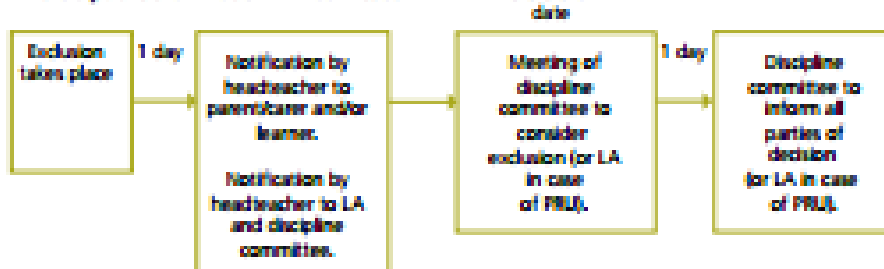 date
Exclusion
takes place
1 day
Notification by
headteacher to
parent/carer and/or
learner.
Notification by
headteacher to LA
and discipline
committee.
Meeting of
discipline
committee to
consider
exclusion (or LA
in case
of PRU).
1 day
Discipline
committee to
inform all
parties of
decision
(or LA in case
of PRU).